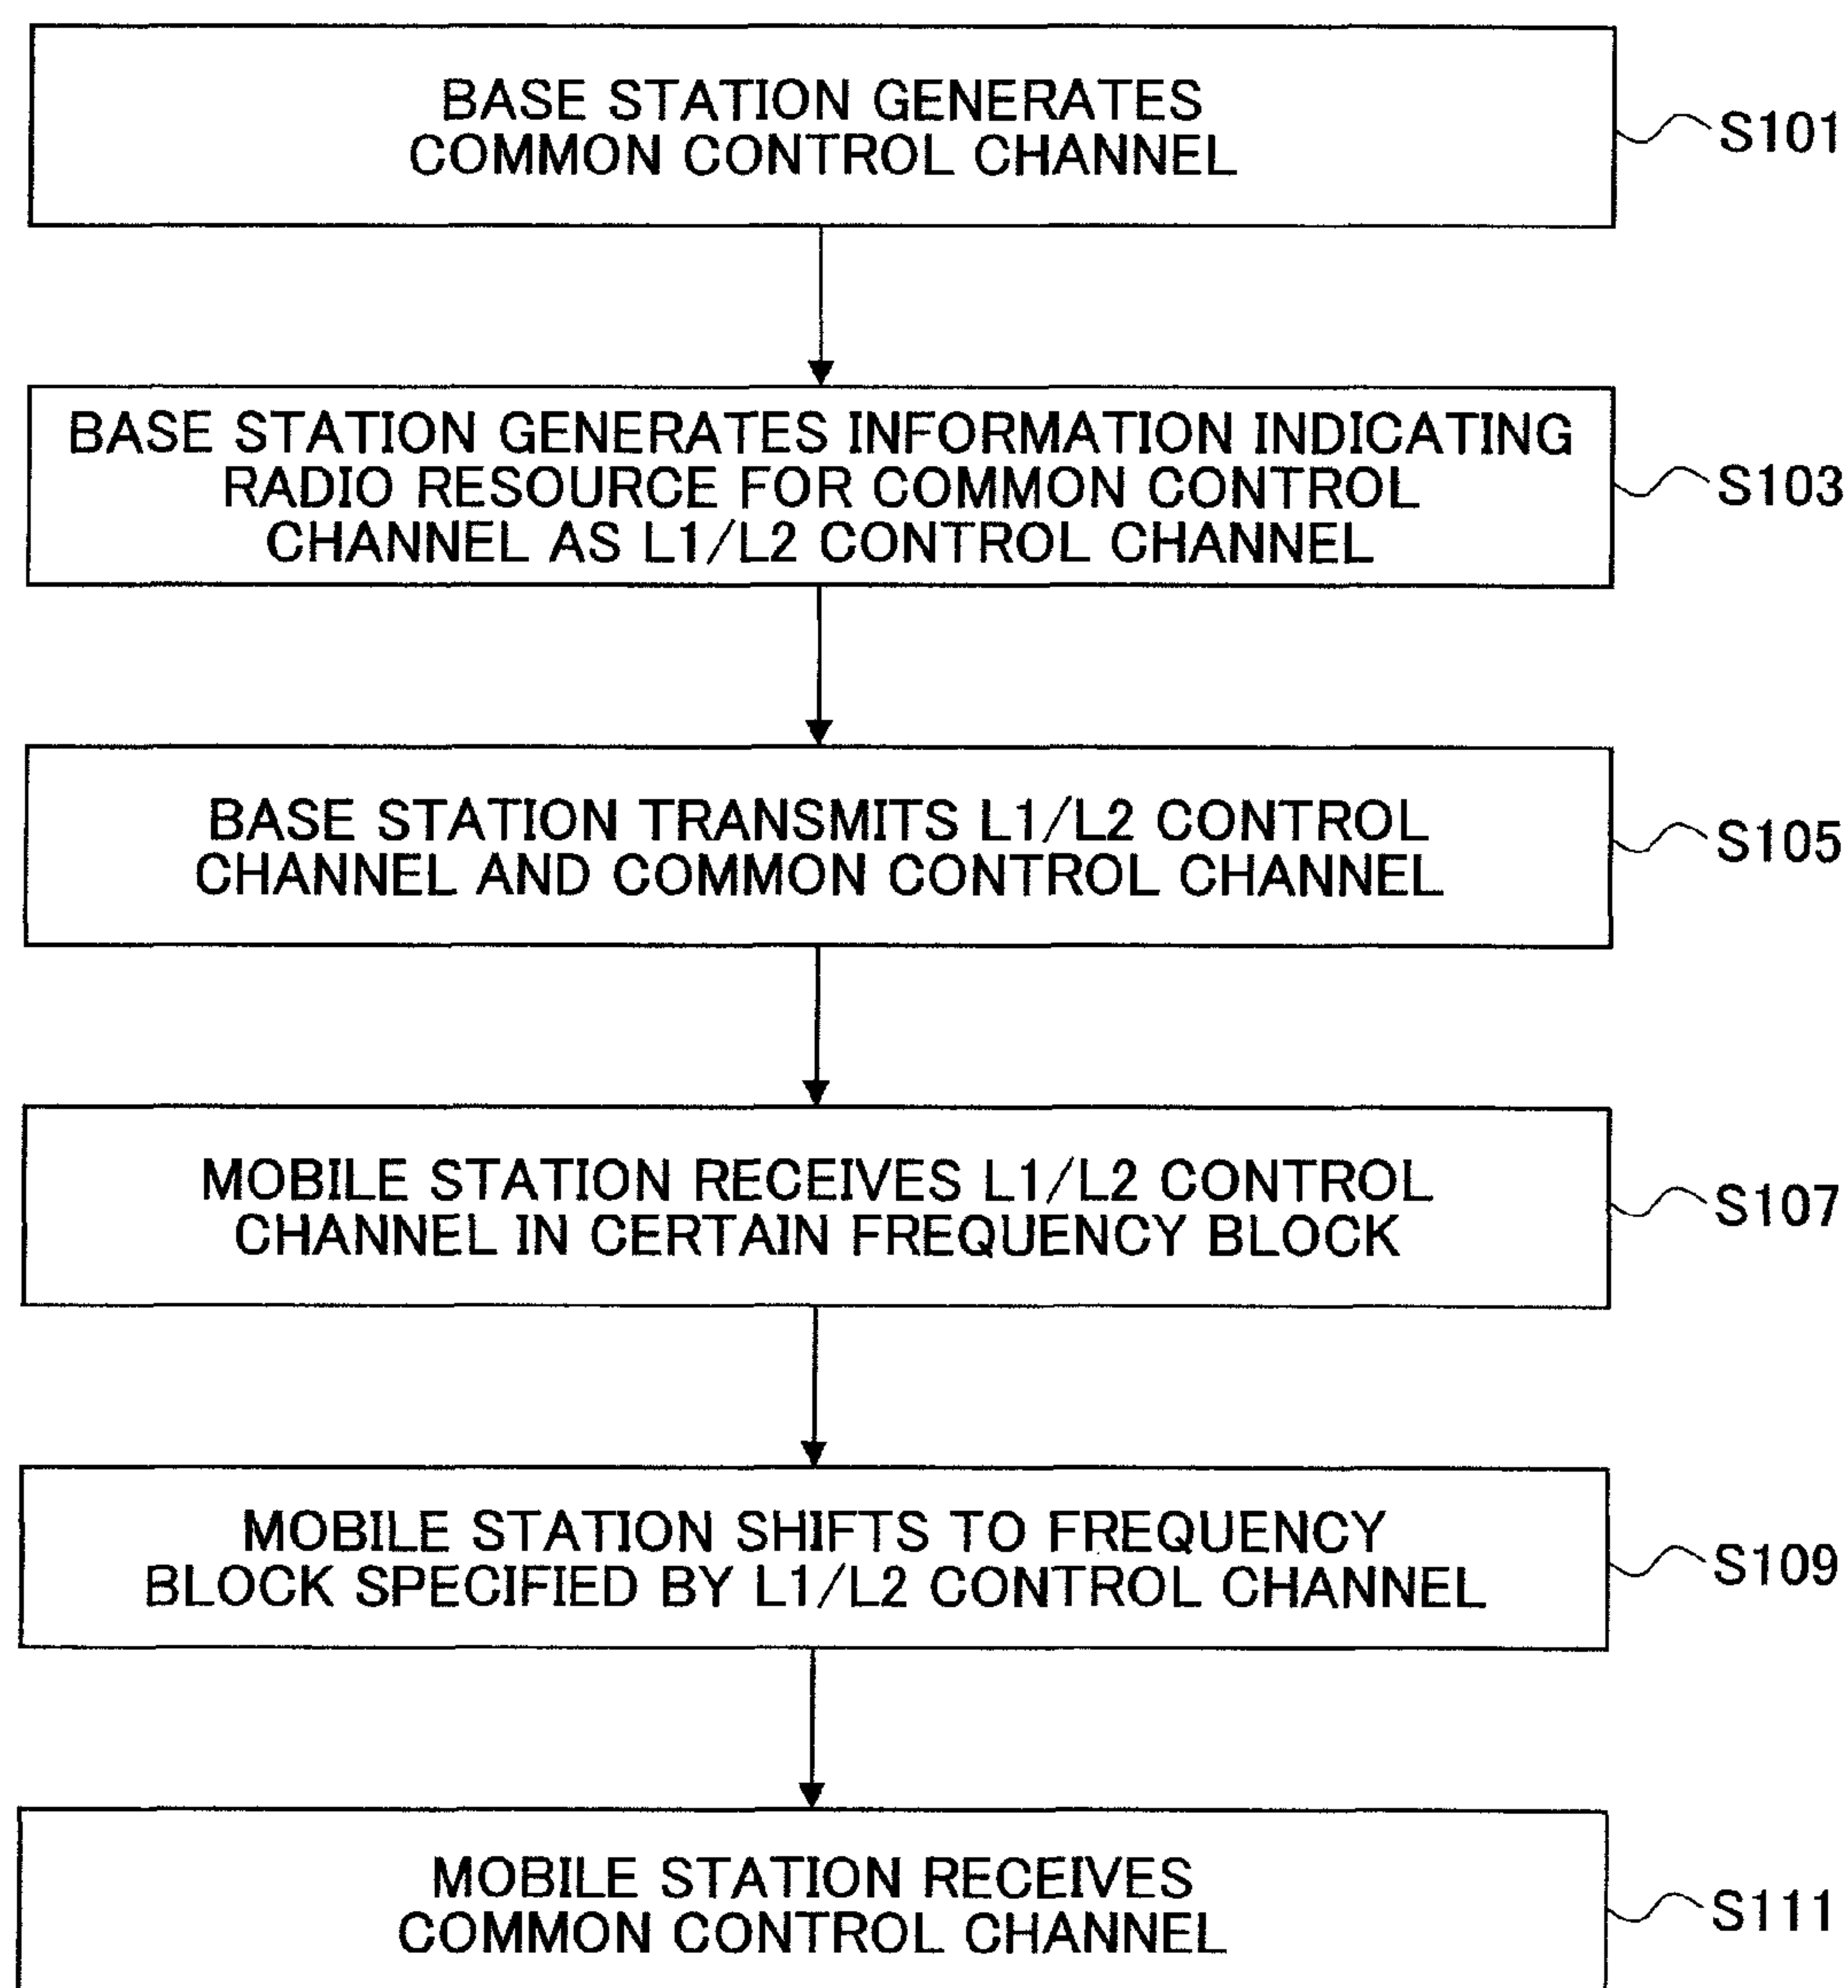 BASE STATION GENERATES
COMMON CONTROL CHANNEL
S101
BASE STATION GENERATES INFORMATION INDICATING
RADIO RESOURCE FOR COMMON CONTROL
CHANNEL AS L1/L2 CONTROL CHANNEL
S103
BASE STATION TRANSMITS L1/L2 CONTROL
CHANNEL AND COMMON CONTROL CHANNEL
S105
MOBILE STATION RECEIVES L1/L2 CONTROL
CHANNEL IN CERTAIN FREQUENCY BLOCK
S107
MOBILE STATION SHIFTS TO FREQUENCY
BLOCK SPECIFIED BY L1/L2 CONTROL CHANNEL
S109
MOBILE STATION RECEIVES
COMMON CONTROL CHANNEL
S111